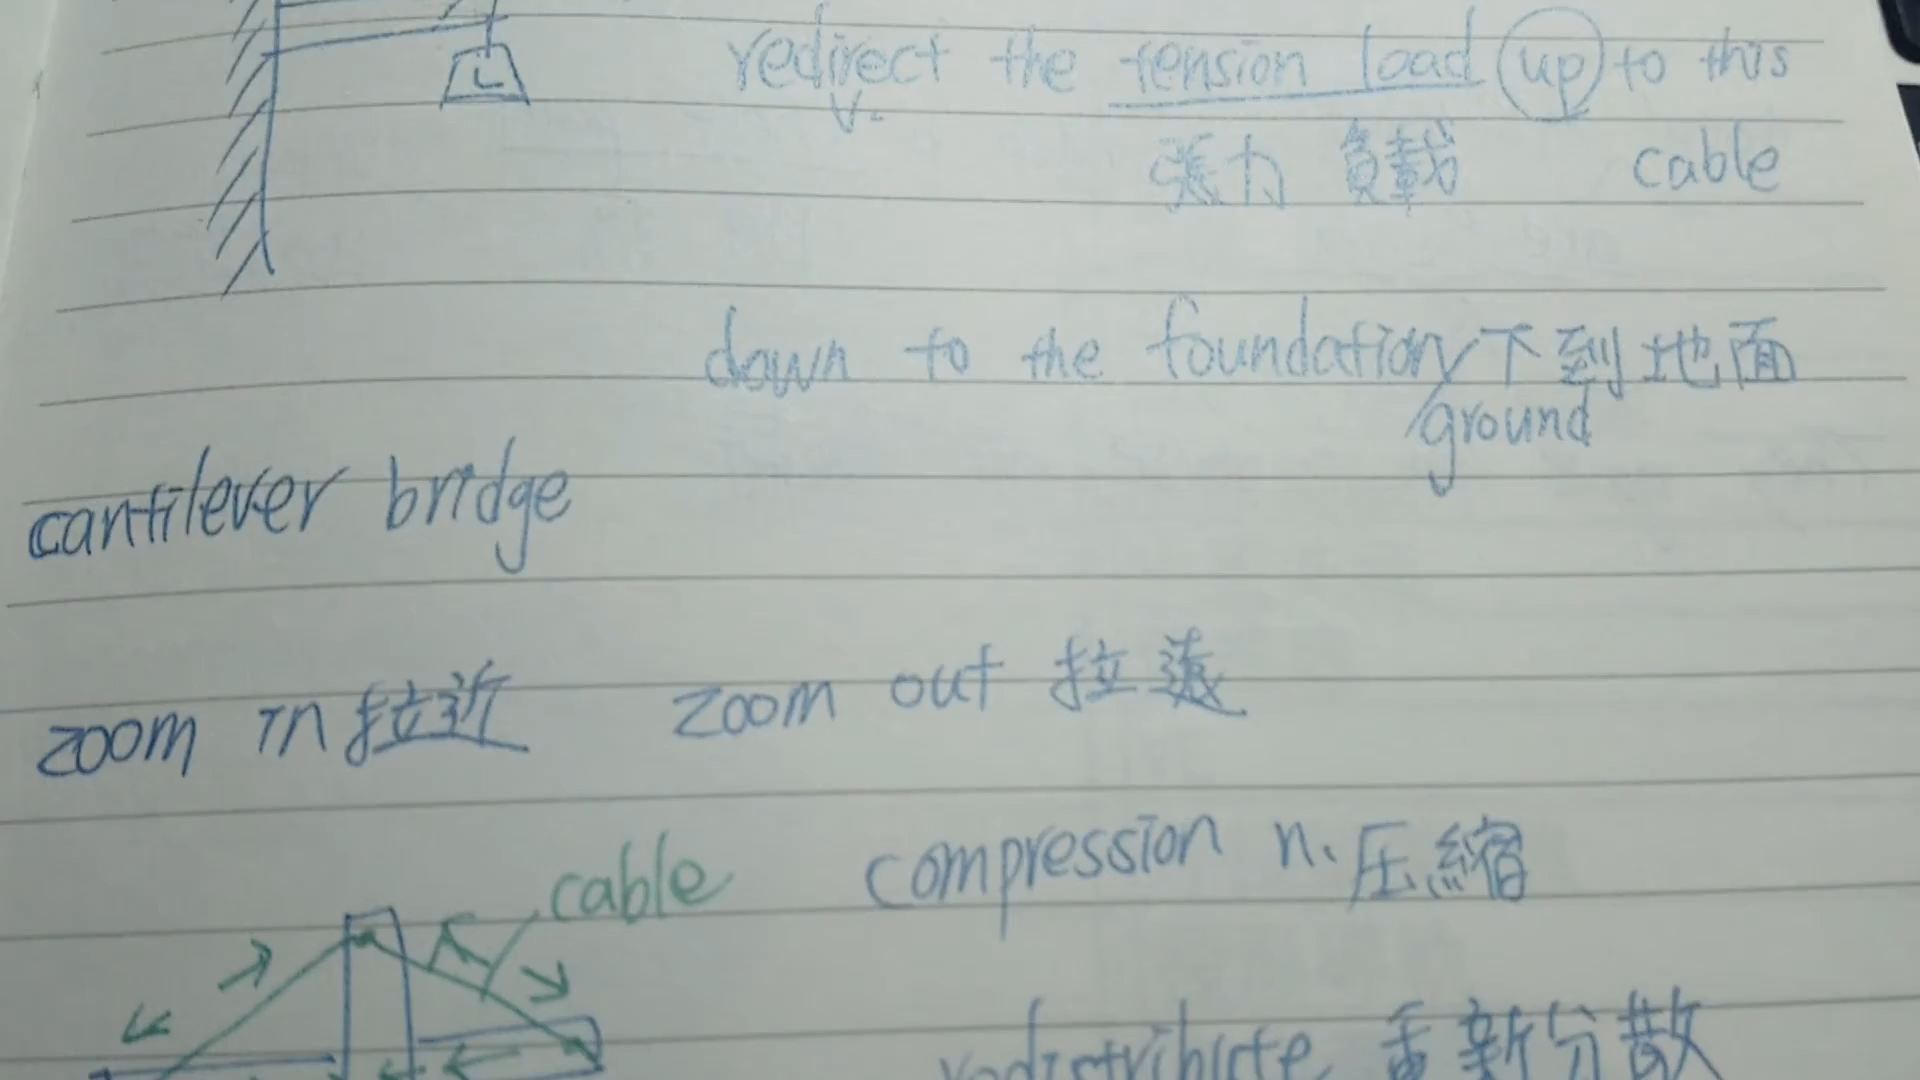 L
redirect the tension load up to this
v.
張力 負載 cable
down to the foundation/下到地面
ground
cantilever bridge
zoom in 拉近 zoom out 拉遠
cable
compression n. 压縮
redistribute 重新分散